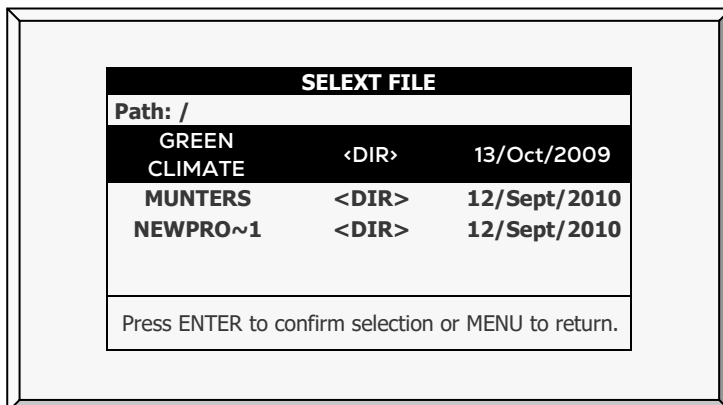 SELEXT FILE
Path: /
GREEN CLIMATE <DIR> 13/Oct/2009
MUNTERS <DIR> 12/Sept/2010
NEWPRO~1 <DIR> 12/Sept/2010
Press ENTER to confirm selection or MENU to return.